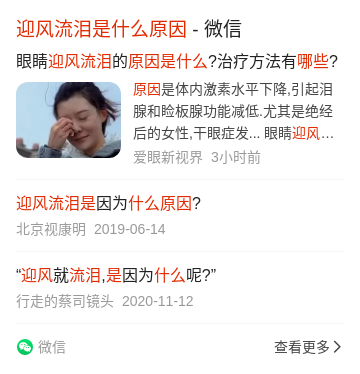 迎风流泪是什么原因 - 微信
眼睛迎风流泪的原因是什么?治疗方法有哪些?
原因是体内激素水平下降,引起泪
腺和睑板腺功能减低.尤其是绝经
后的女性,干眼症发... 眼睛迎风…
爱眼新视界 3小时前
迎风流泪是因为什么原因?
北京视康明 2019-06-14
“迎风就流泪,是因为什么呢?”
行走的蔡司镜头 2020-11-12
微信
查看更多